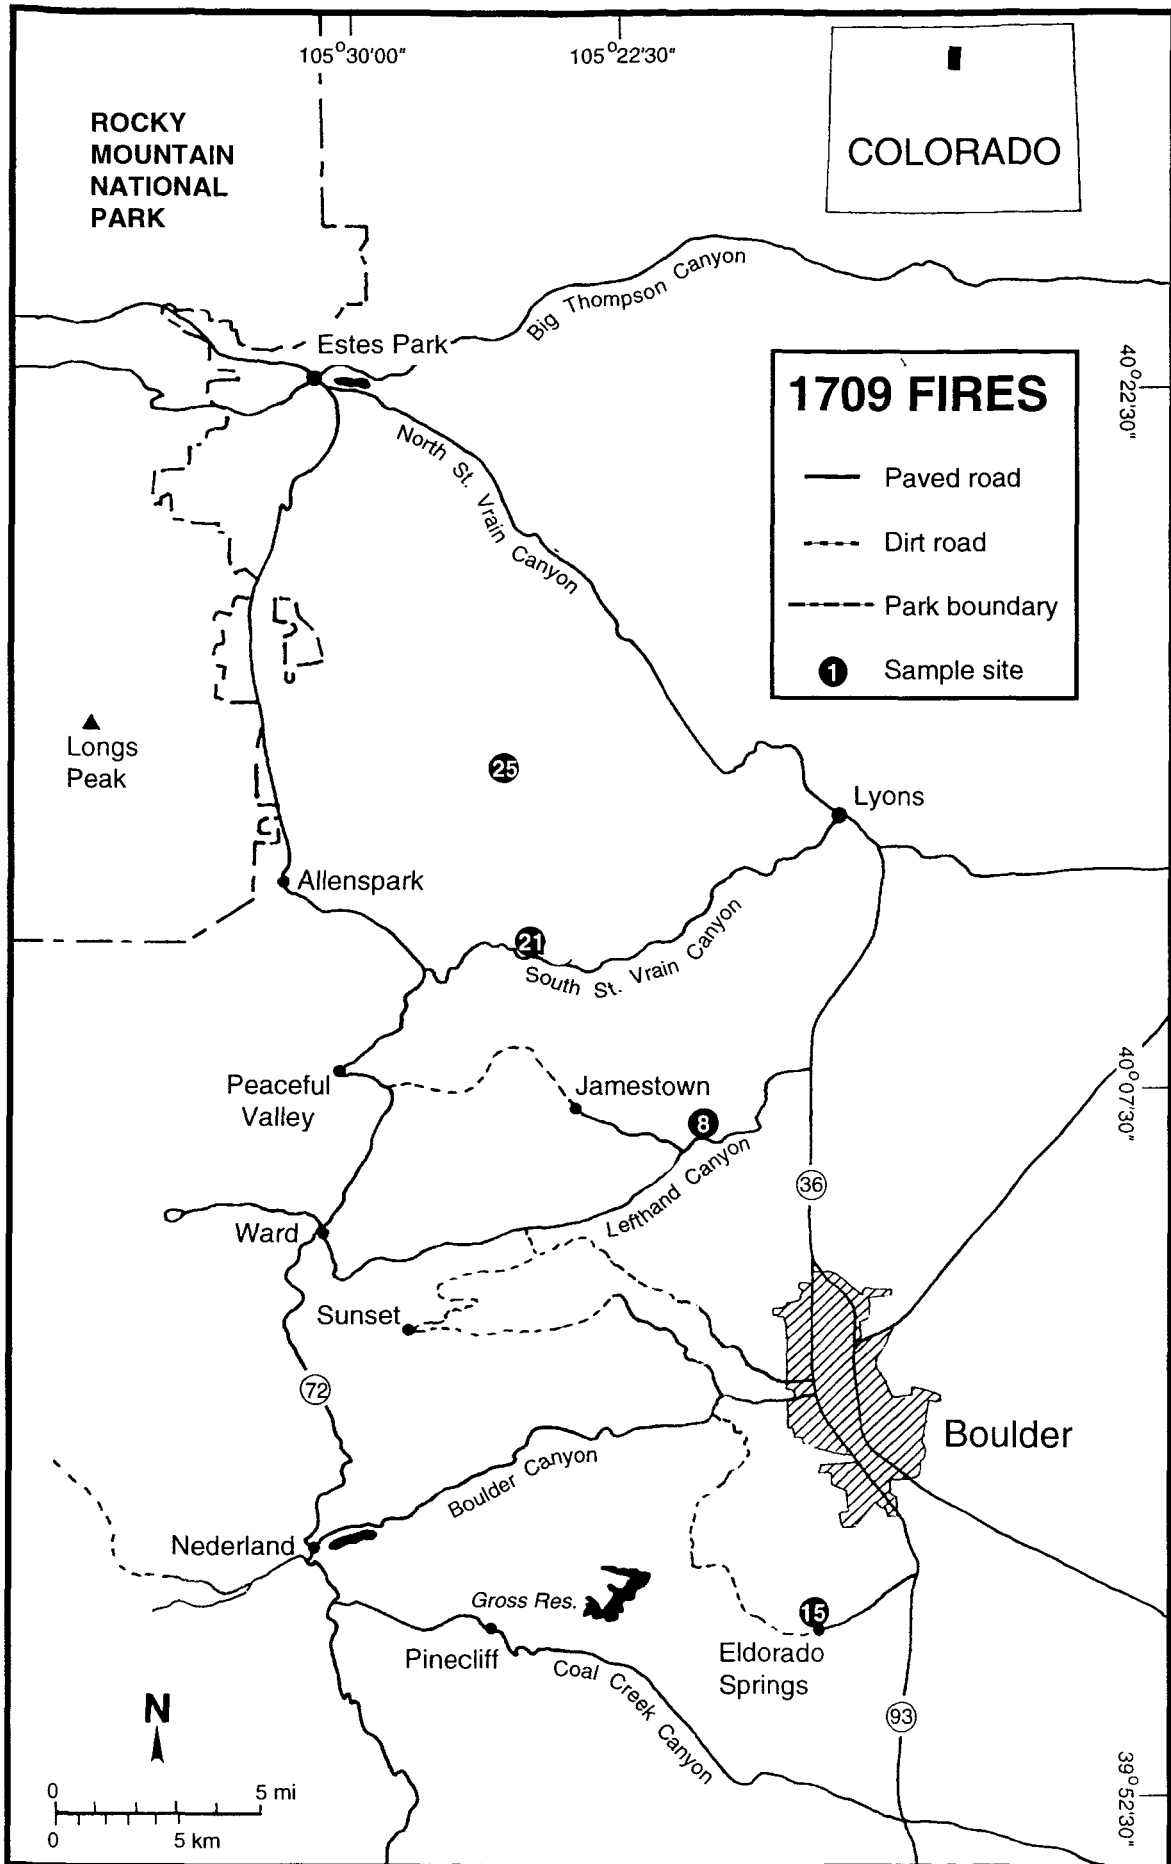 105°30'00"
105°22'30"
ROCKY
MOUNTAIN
NATIONAL
PARK
COLORADO
Big Thompson Canyon
Estes Park
40°22'30"
1709 FIRES
Paved road
Dirt road
Park boundary
1 Sample site
North St. Vrain Canyon
Longs
Peak
25
Lyons
Allenspark
21
South St. Vrain Canyon
Peaceful
Valley
Jamestown
40°07'30"
8
Lefthand Canyon
36
Ward
Sunset
72
Boulder
Boulder Canyon
Nederland
Gross Res.
15
Pinecliff
Eldorado
Springs
Coal Creek Canyon
93
N
39°52'30"
0 5 mi
0 5 km